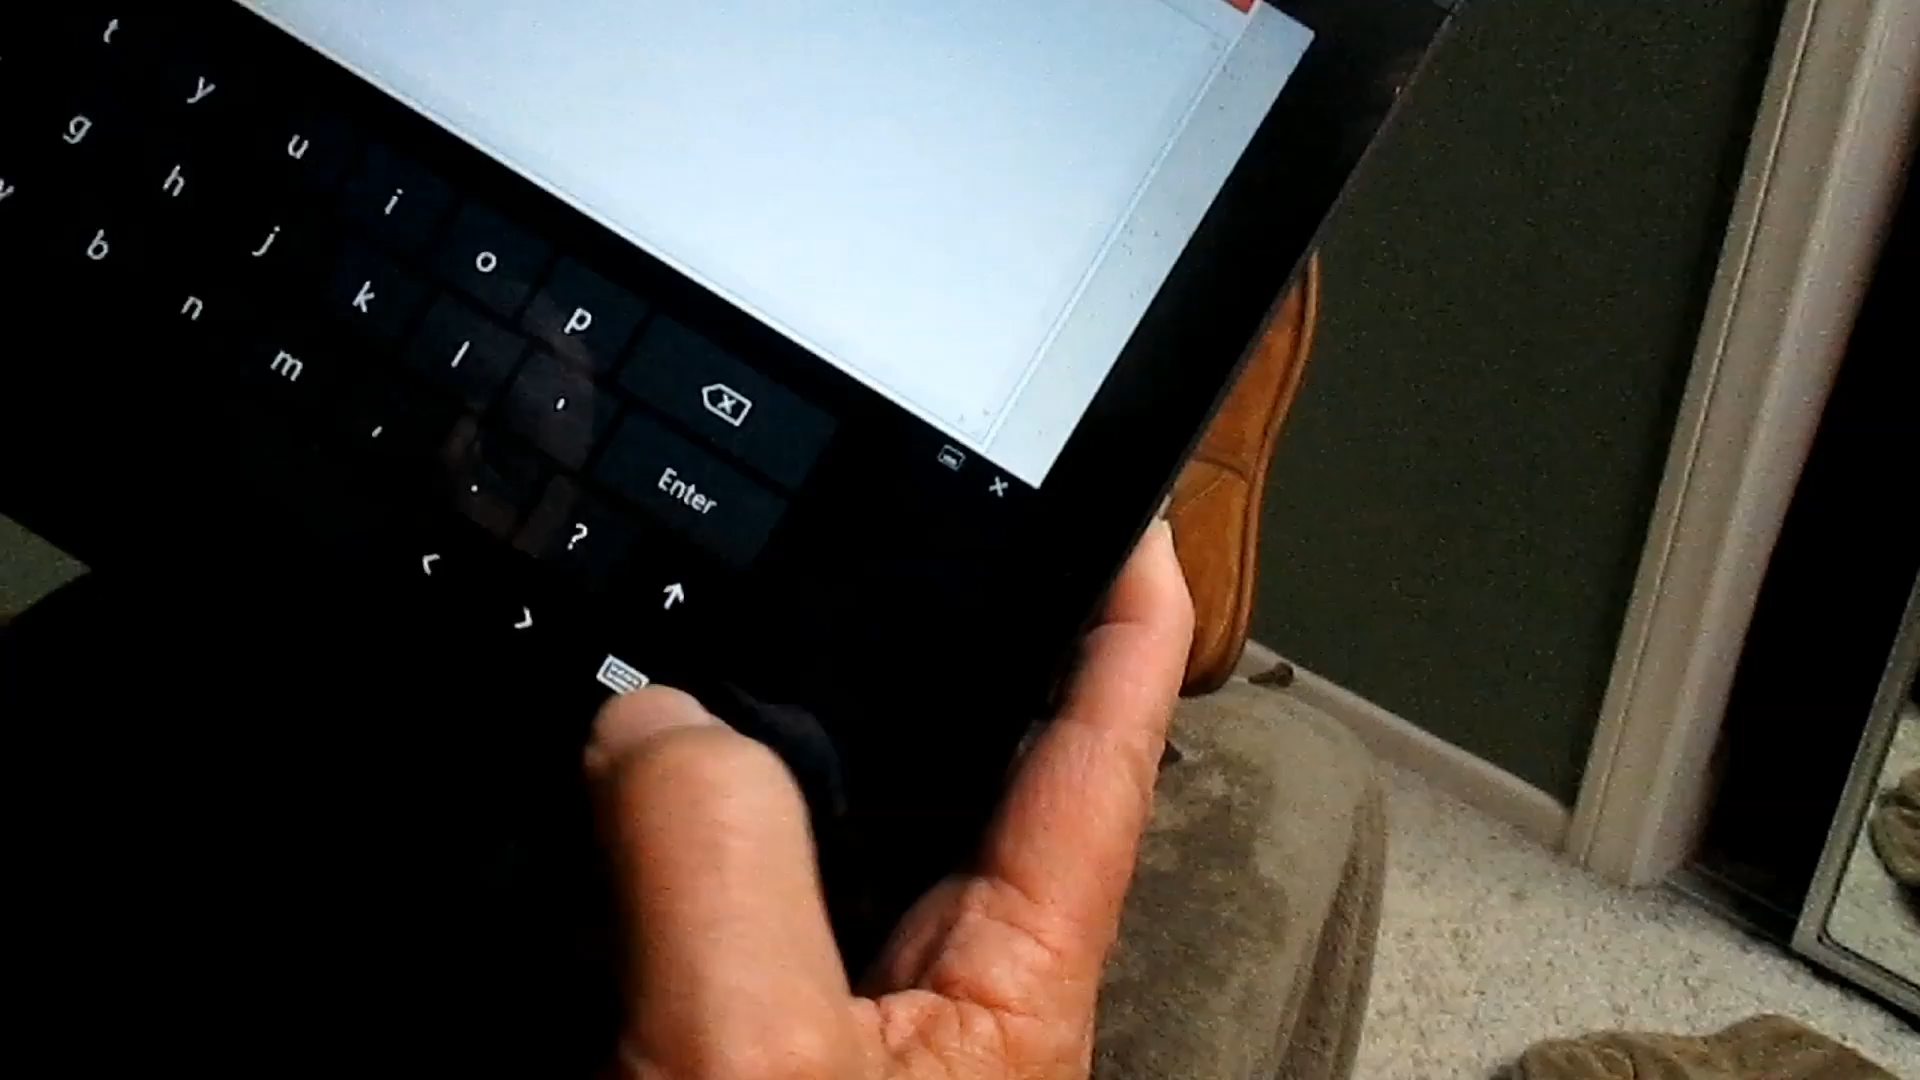 t y u i o p
g h j k l ' Enter
v b n m , . ? ↑
< >